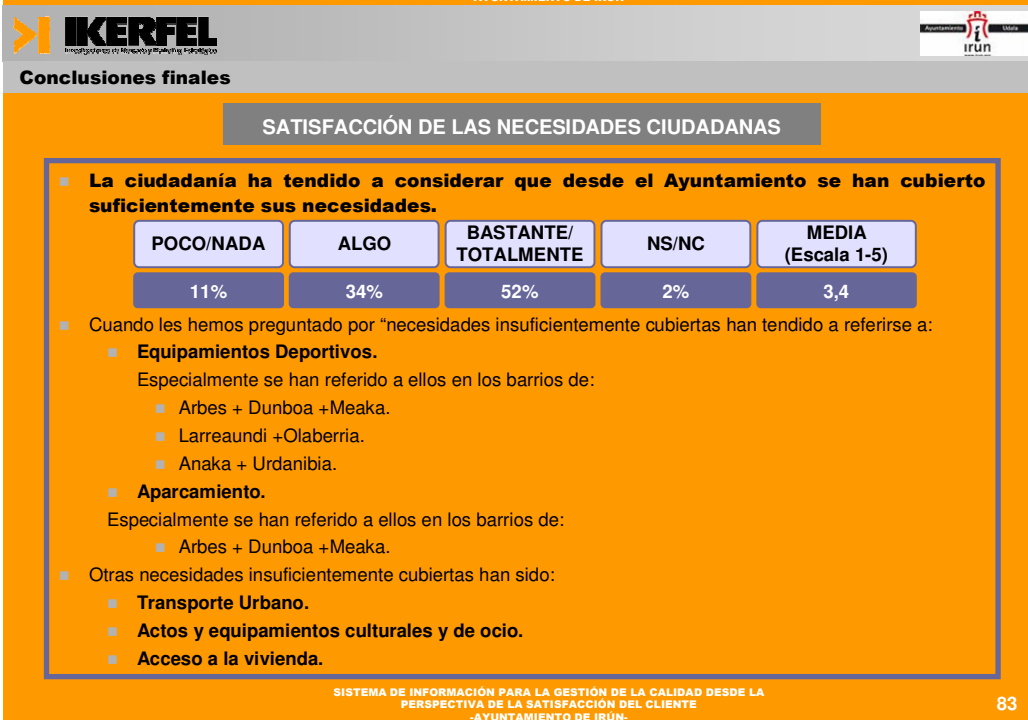 AYUNTAMIENTO DE IRÚN
IKERFEL
Ayuntamiento Udala
irun
Conclusiones finales
SATISFACCIÓN DE LAS NECESIDADES CIUDADANAS
La ciudadanía ha tendido a considerar que desde el Ayuntamiento se han cubierto
suficientemente sus necesidades.
POCO/NADA ALGO BASTANTE/ TOTALMENTE NS/NC MEDIA (Escala 1-5)
11% 34% 52% 2% 3,4
Cuando les hemos preguntado por “necesidades insuficientemente cubiertas han tendido a referirse a:
Equipamientos Deportivos.
Especialmente se han referido a ellos en los barrios de:
Arbes + Dunboa +Meaka.
Larreaundi +Olaberria.
Anaka + Urdanibia.
Aparcamiento.
Especialmente se han referido a ellos en los barrios de:
Arbes + Dunboa +Meaka.
Otras necesidades insuficientemente cubiertas han sido:
Transporte Urbano.
Actos y equipamientos culturales y de ocio.
Acceso a la vivienda.
SISTEMA DE INFORMACIÓN PARA LA GESTIÓN DE LA CALIDAD DESDE LA
PERSPECTIVA DE LA SATISFACCIÓN DEL CLIENTE
-AYUNTAMIENTO DE IRÚN-
83